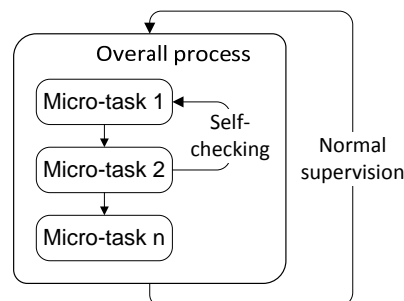 Overall process
Micro-task 1
Self-
checking
Micro-task 2
Micro-task n
Normal
supervision